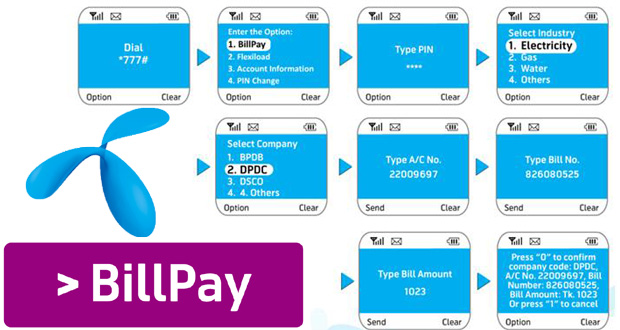 Dial
*777#
Option Clear
Enter the Option:
1. BillPay
2. Flexiload
3. Account Information
4. PIN Change
Option Clear
Type PIN
****
Option Clear
Select Industry
1. Electricity
2. Gas
3. Water
4. Others
Option Clear
Select Company
1. BPDB
2. DPDC
3. DSCO
4. 4. Others
Option Clear
Type A/C No.
22009697
Send Clear
Type Bill No.
826080525
Send Clear
Type Bill Amount
1023
Send Clear
Press "0" to confirm
company code: DPDC,
A/C No. 22009697, Bill
Number: 826080525,
Bill Amount: Tk. 1023
Or press "1" to cancel
Option Clear
> BillPay